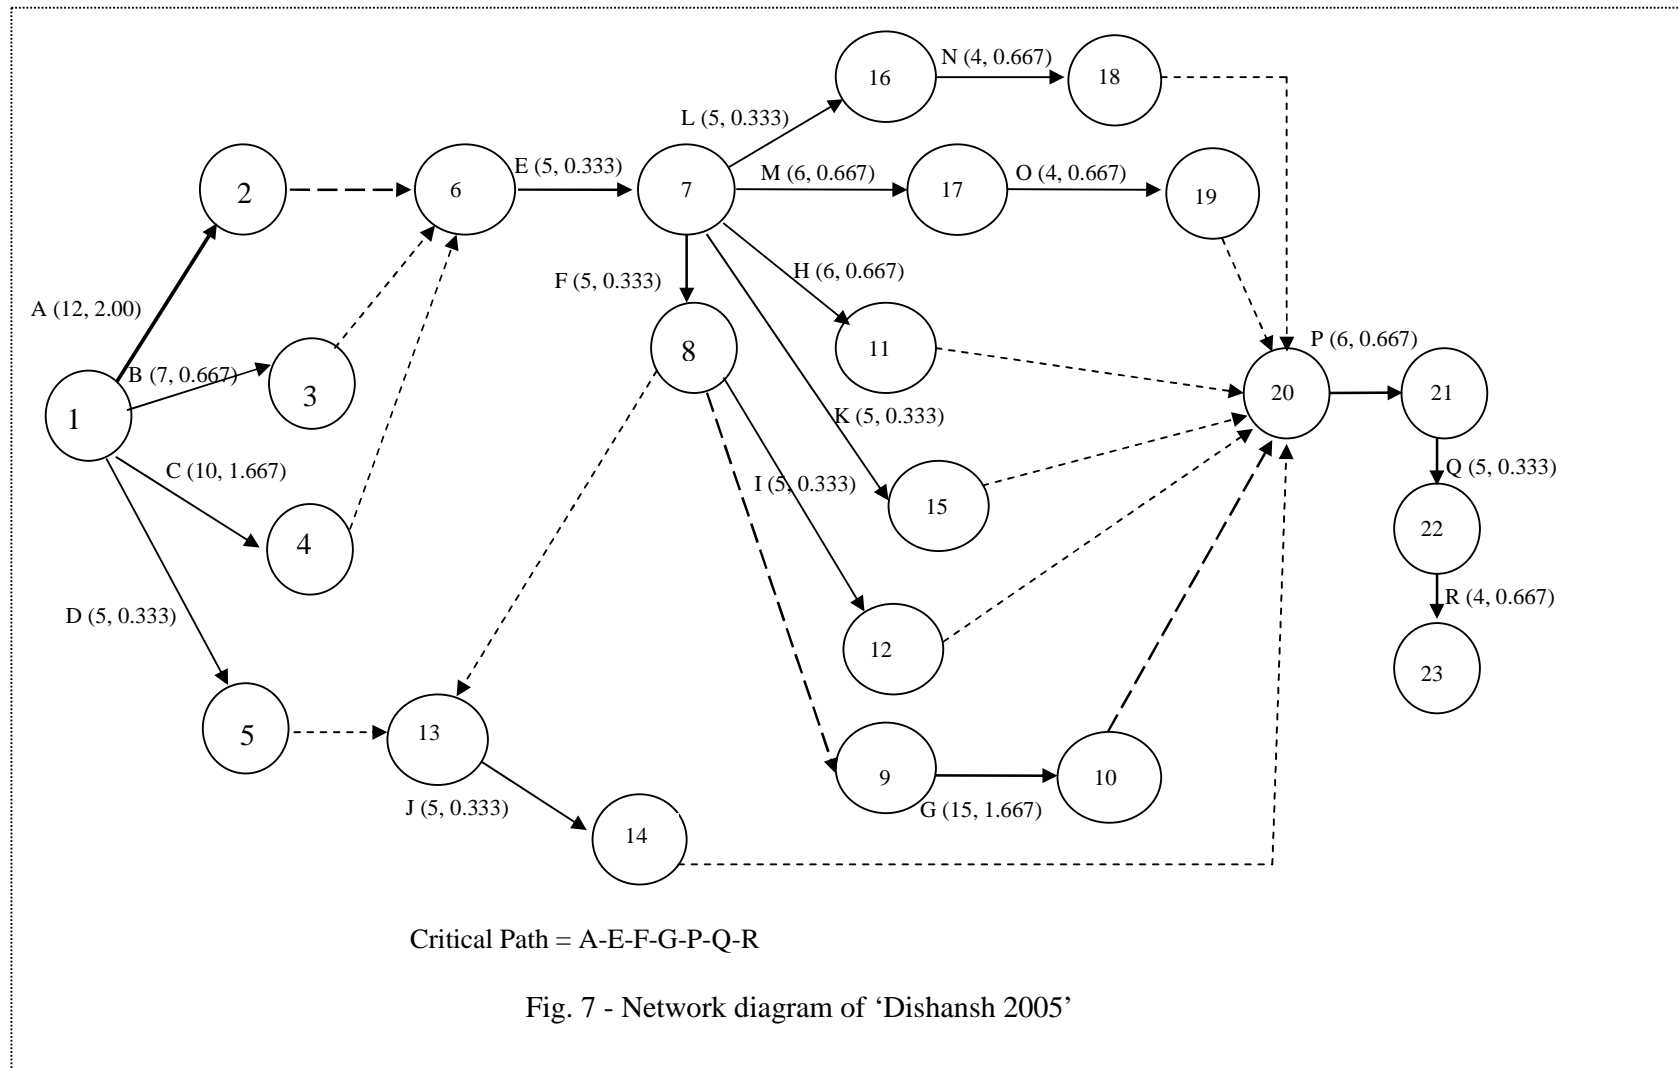 16
N (4, 0.667)
18
L (5, 0.333)
2
6
E (5, 0.333)
7
M (6, 0.667)
17
O (4, 0.667)
19
F (5, 0.333)
H (6, 0.667)
A (12, 2.00)
8
11
P (6, 0.667)
B (7, 0.667)
3
20
21
1
K (5, 0.333)
C (10, 1.667)
I (5, 0.333)
Q (5, 0.333)
15
4
22
D (5, 0.333)
R (4, 0.667)
12
23
5
13
9
10
J (5, 0.333)
G (15, 1.667)
14
Critical Path = A-E-F-G-P-Q-R
Fig. 7 - Network diagram of ‘Dishansh 2005’